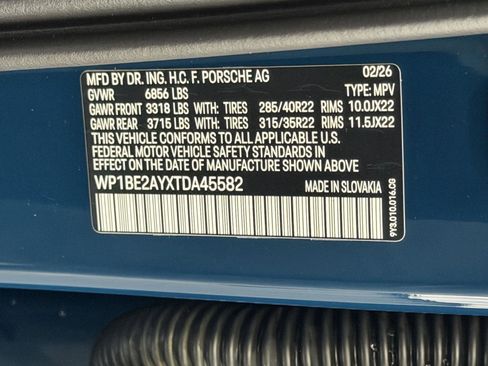 MFD BY DR. ING. H.C. F. PORSCHE AG 02/26
GVWR 6856 LBS TYPE: MPV
GAWR FRONT 3318 LBS WITH: TIRES 285/40R22 RIMS 10.0JX22
GAWR REAR 3715 LBS WITH: TIRES 315/35R22 RIMS 11.5JX22
THIS VEHICLE CONFORMS TO ALL APPLICABLE U.S.
FEDERAL MOTOR VEHICLE SAFETY STANDARDS IN
EFFECT ON THE DATE OF MANUFACTURE SHOWN ABOVE
WP1BE2AYXTDA45582 MADE IN SLOVAKIA
9Y3.010.016.CG